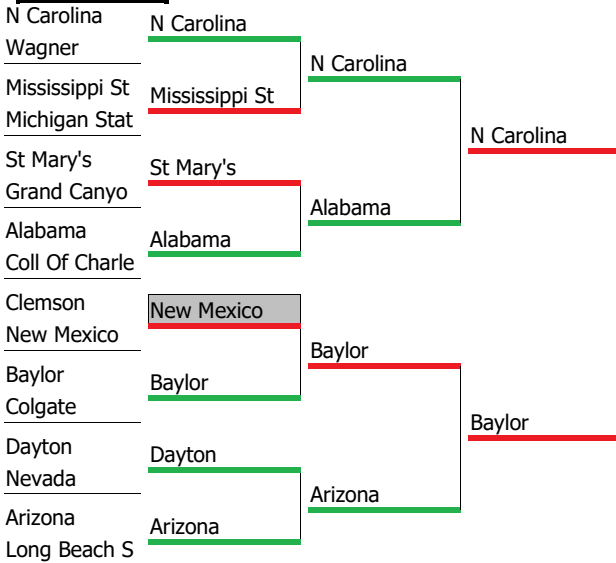 N Carolina
Wagner
Mississippi St
Michigan Stat
St Mary's
Grand Canyo
Alabama
Coll Of Charle
Clemson
New Mexico
Baylor
Colgate
Dayton
Nevada
Arizona
Long Beach S
N Carolina
Mississippi St
St Mary's
Alabama
New Mexico
Baylor
Dayton
Arizona
N Carolina
Alabama
Baylor
Arizona
N Carolina
Baylor